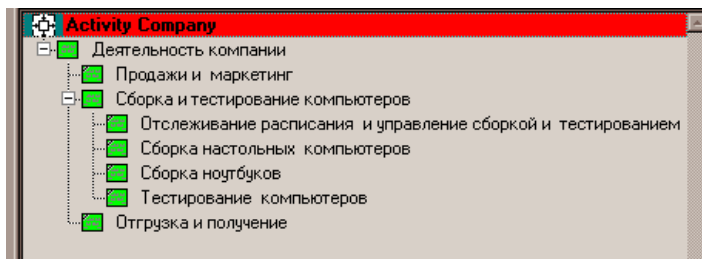 Activity Company
Деятельность компании
Продажи и маркетинг
Сборка и тестирование компьютеров
Отслеживание расписания и управление сборкой и тестированием
Сборка настольных компьютеров
Сборка ноутбуков
Тестирование компьютеров
Отгрузка и получение